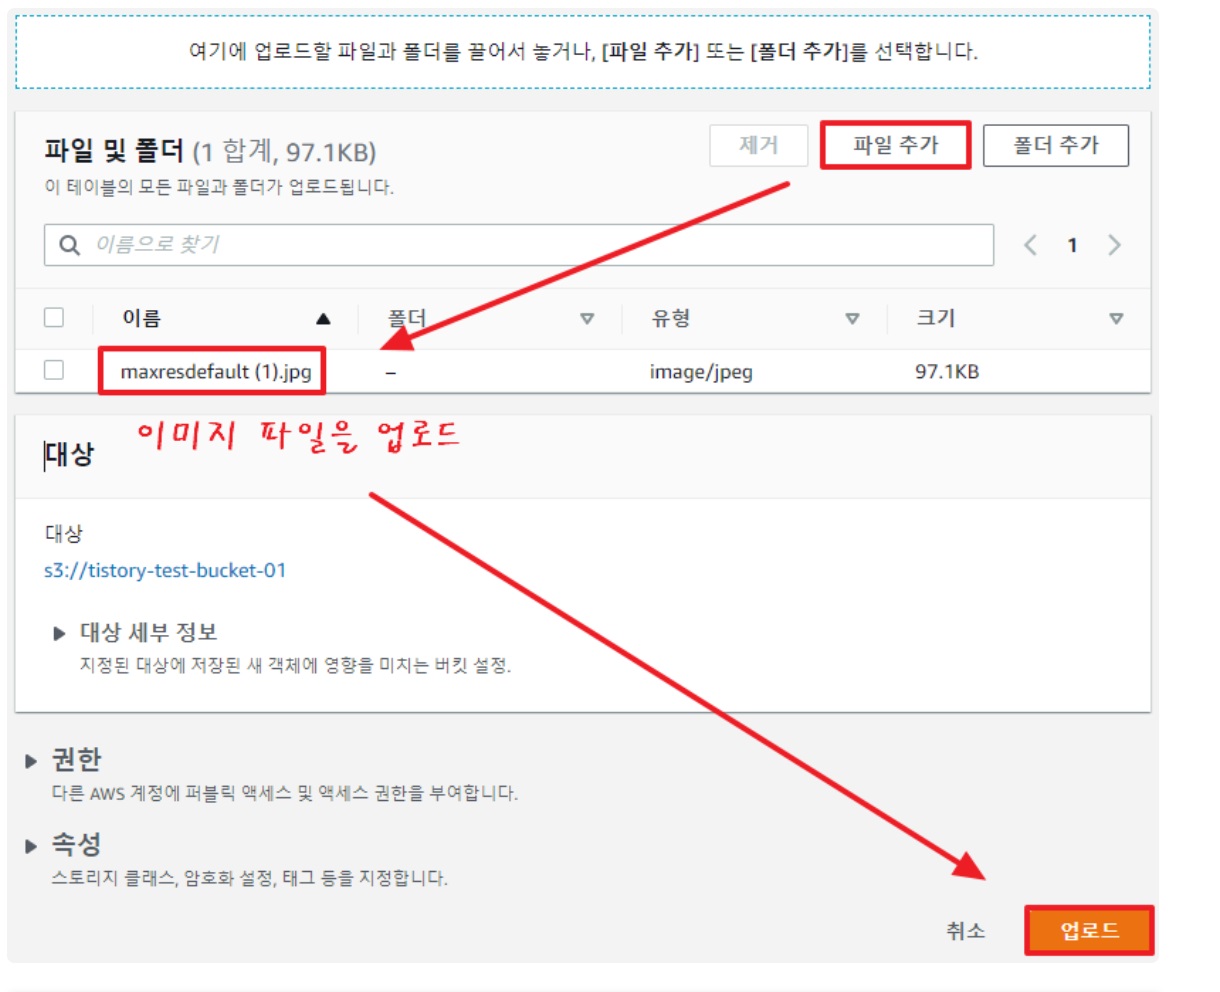 여기에 업로드할 파일과 폴더를 끌어서 놓거나, [파일 추가] 또는 [폴더 추가]를 선택합니다.
파일 및 폴더 (1 합계, 97.1KB)
제거
파일 추가
폴더 추가
이 테이블의 모든 파일과 폴더가 업로드됩니다.
이름으로 찾기
1
이름 폴더 유형 크기
maxresdefault (1).jpg – image/jpeg 97.1KB
이미지 파일을 업로드
대상
대상
s3://tistory-test-bucket-01
대상 세부 정보
지정된 대상에 저장된 새 객체에 영향을 미치는 버킷 설정.
권한
다른 AWS 계정에 퍼블릭 액세스 및 액세스 권한을 부여합니다.
속성
스토리지 클래스, 암호화 설정, 태그 등을 지정합니다.
취소
업로드